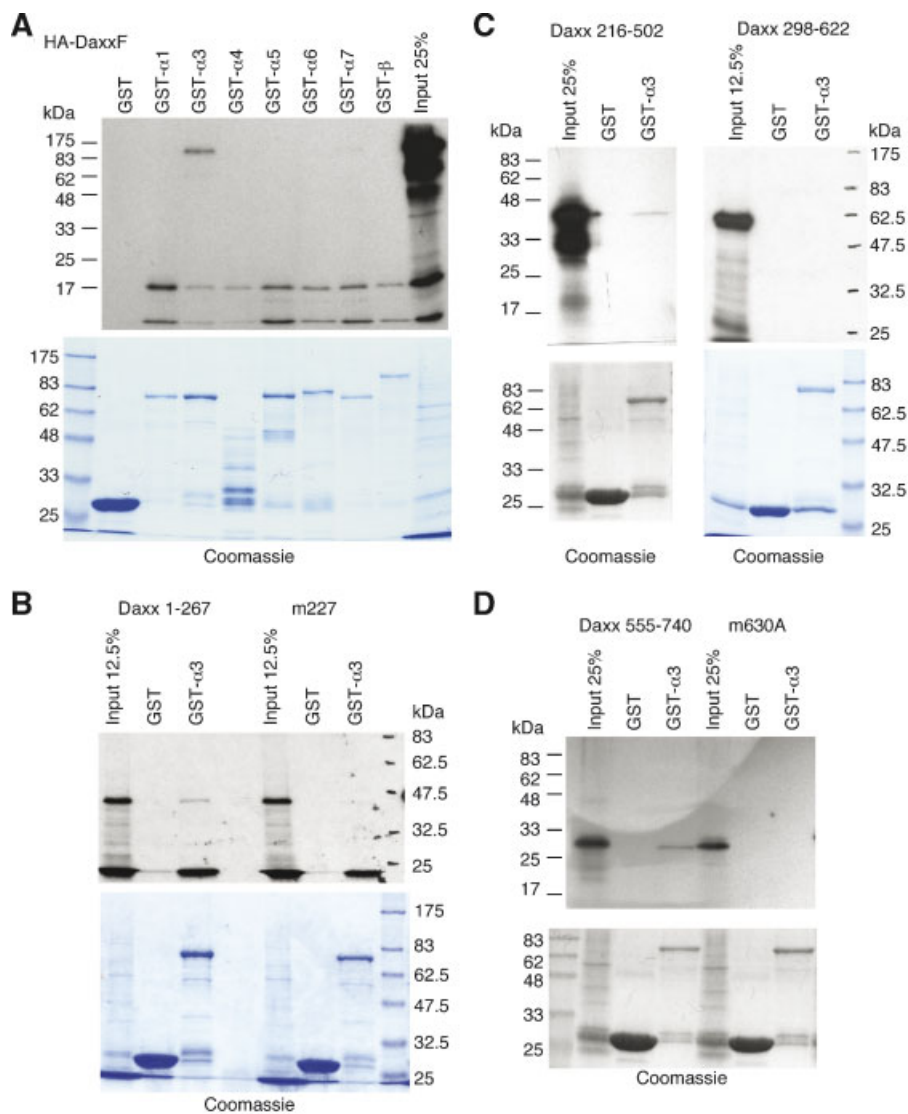 A
HA-DaxxF
GST
GST-α1
GST-α3
GST-α4
GST-α5
GST-α6
GST-α7
GST-β
Input 25%
kDa
175
83
62
48
33
25
17
175
83
62
48
33
25
Coomassie
B
Daxx 1-267 m227
Input 12.5%
GST
GST-α3
Input 12.5%
GST
GST-α3
kDa
83
62.5
47.5
32.5
25
175
83
62.5
47.5
32.5
25
Coomassie
C
Daxx 216-502 Daxx 298-622
Input 25%
GST
GST-α3
Input 12.5%
GST
GST-α3
kDa
83
62
48
33
25
17
kDa
175
83
62.5
47.5
32.5
25
83
62
48
33
25
83
62.5
47.5
32.5
25
Coomassie Coomassie
D
Daxx 555-740 m630A
Input 25%
GST
GST-α3
Input 25%
GST
GST-α3
kDa
83
62
48
33
25
17
83
62
48
33
25
Coomassie